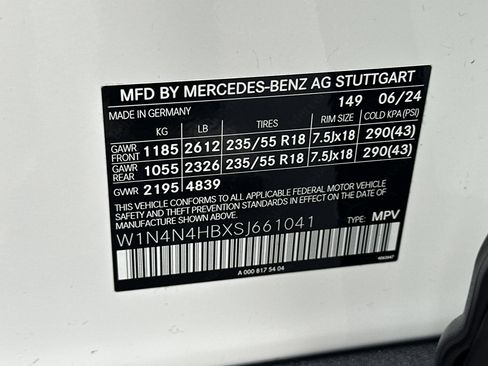 MFD BY MERCEDES-BENZ AG STUTTGART
149 06/24
MADE IN GERMANY
KG LB TIRES RIM SIZE COLD KPA (PSI)
GAWR FRONT 1185 2612 235/55 R18 7.5Jx18 290(43)
GAWR REAR 1055 2326 235/55 R18 7.5Jx18 290(43)
GVWR 2195 4839
THIS VEHICLE CONFORMS TO ALL APPLICABLE FEDERAL MOTOR VEHICLE
SAFETY AND THEFT PREVENTION STANDARDS IN EFFECT ON THE DATE OF
MANUFACTURE SHOWN ABOVE.
W1N4N4HBXSJ661041 TYPE: MPV
A 000 817 54 04